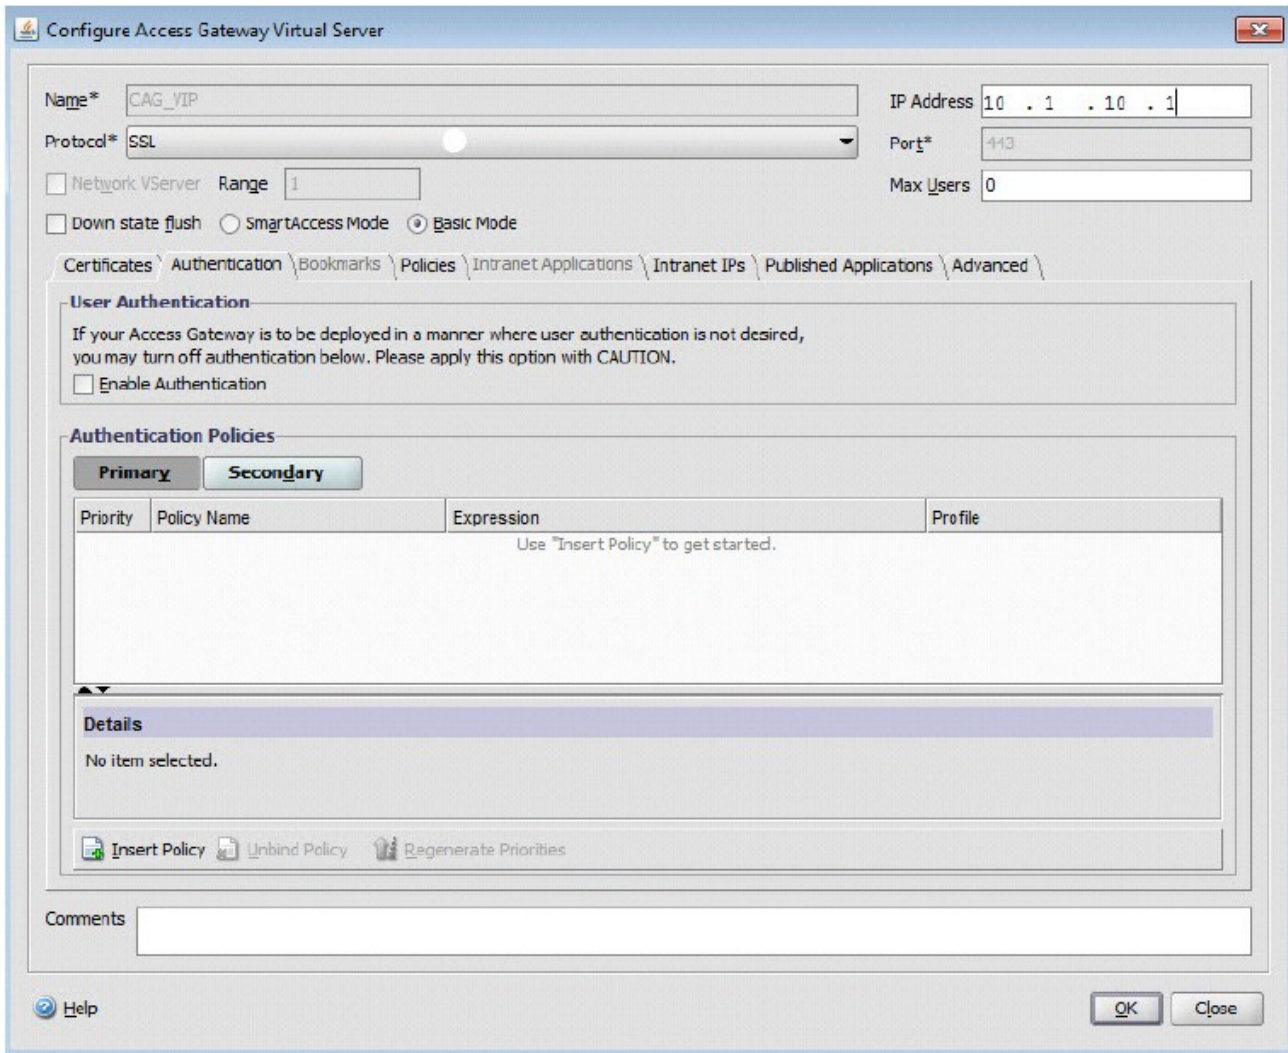 Configure Access Gateway Virtual Server
Name* CAG_VIP
IP Address 10 . 1 . 10 . 1
Protocol* SSL
Port* 443
Network VServer Range 1
Max Users 0
Down state flush SmartAccess Mode Basic Mode
Certificates Authentication Bookmarks Policies Intranet Applications Intranet IPs Published Applications Advanced
User Authentication
If your Access Gateway is to be deployed in a manner where user authentication is not desired,
you may turn off authentication below. Please apply this option with CAUTION.
Enable Authentication
Authentication Policies
Primary Secondary
Priority Policy Name Expression Profile
Use "Insert Policy" to get started.
Details
No item selected.
Insert Policy Unbind Policy Regenerate Priorities
Comments
Help OK Close